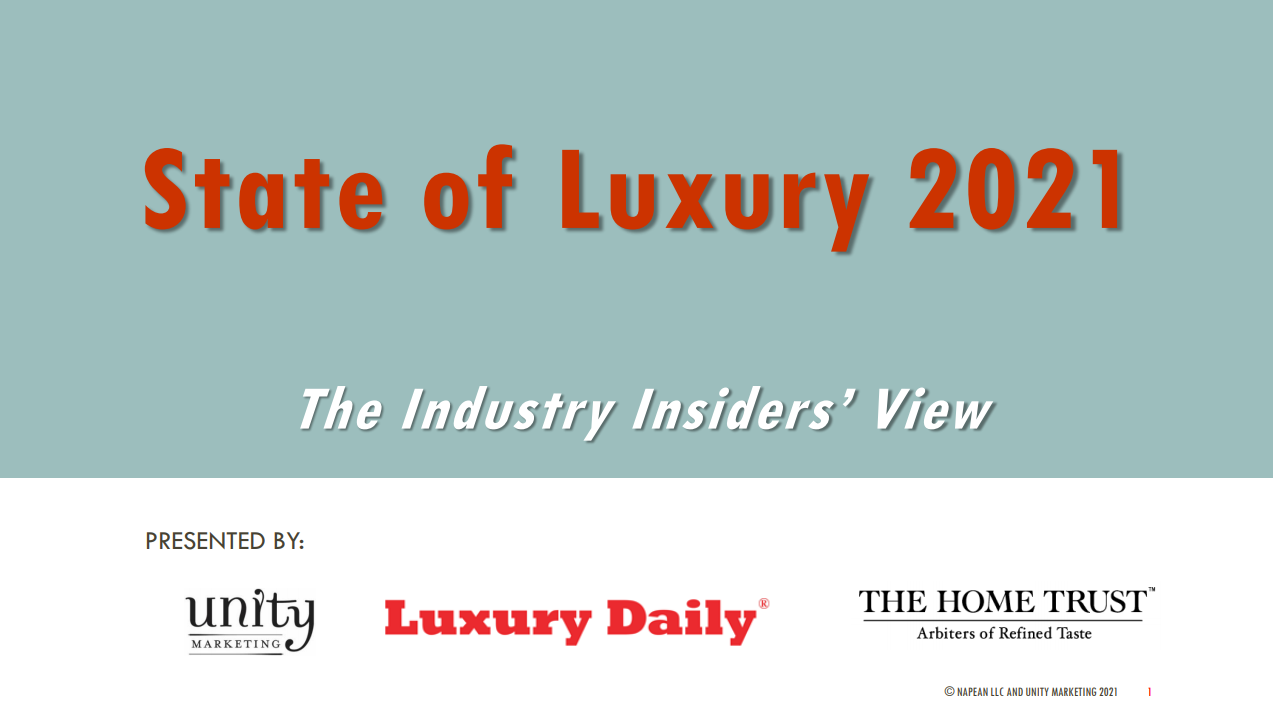 State of Luxury 2021
The Industry Insiders’ View
PRESENTED BY:
unity
MARKETING
Luxury Daily®
THE HOME TRUST™
Arbiters of Refined Taste
© NAPEAN LLC AND UNITY MARKETING 2021 1